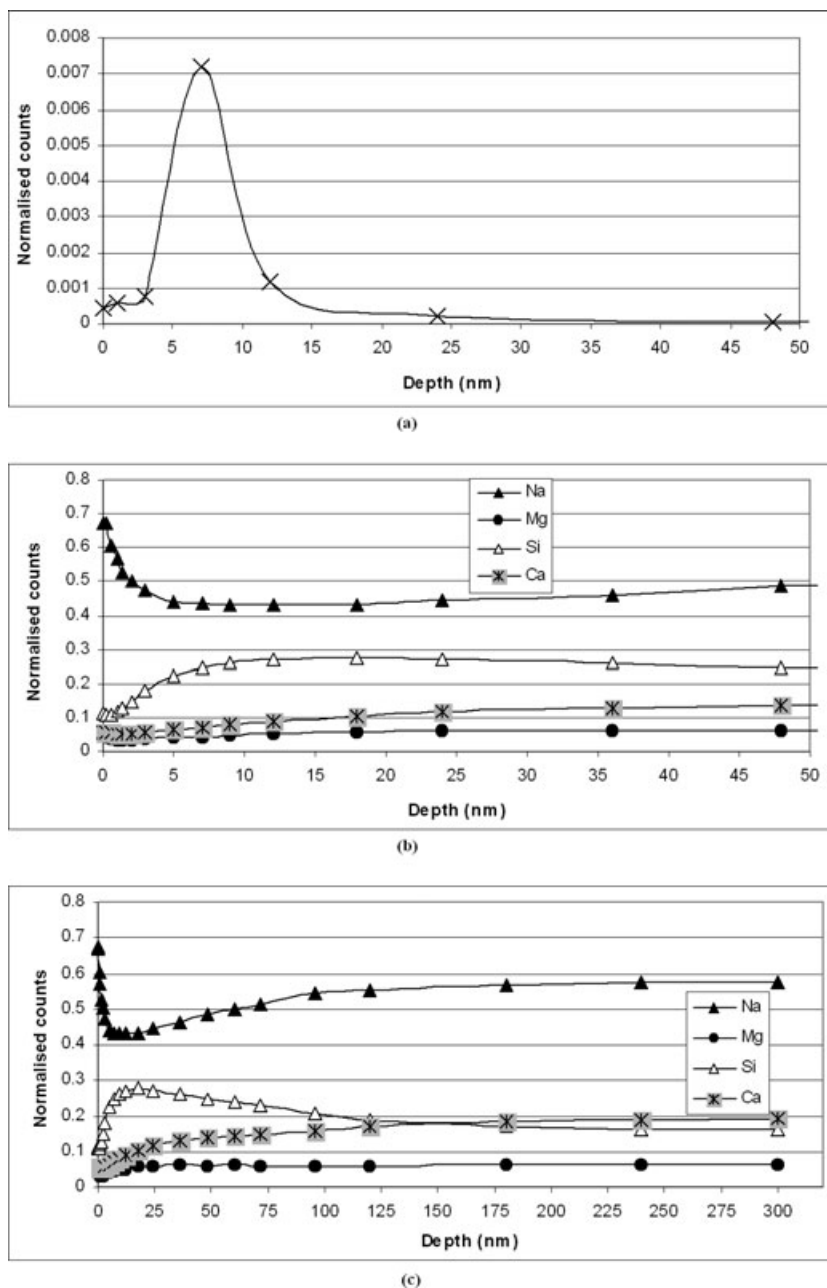 0.008
0.007
0.006
0.005
0.004
0.003
0.002
0.001
0
Normalised counts
0 5 10 15 20 25 30 35 40 45 50
Depth (nm)
(a)
0.8
0.7
0.6
0.5
0.4
0.3
0.2
0.1
0
Normalised counts
Na
Mg
Si
Ca
0 5 10 15 20 25 30 35 40 45 50
Depth (nm)
(b)
0.8
0.7
0.6
0.5
0.4
0.3
0.2
0.1
0
Normalised counts
Na
Mg
Si
Ca
0 25 50 75 100 125 150 175 200 225 250 275 300
Depth (nm)
(c)